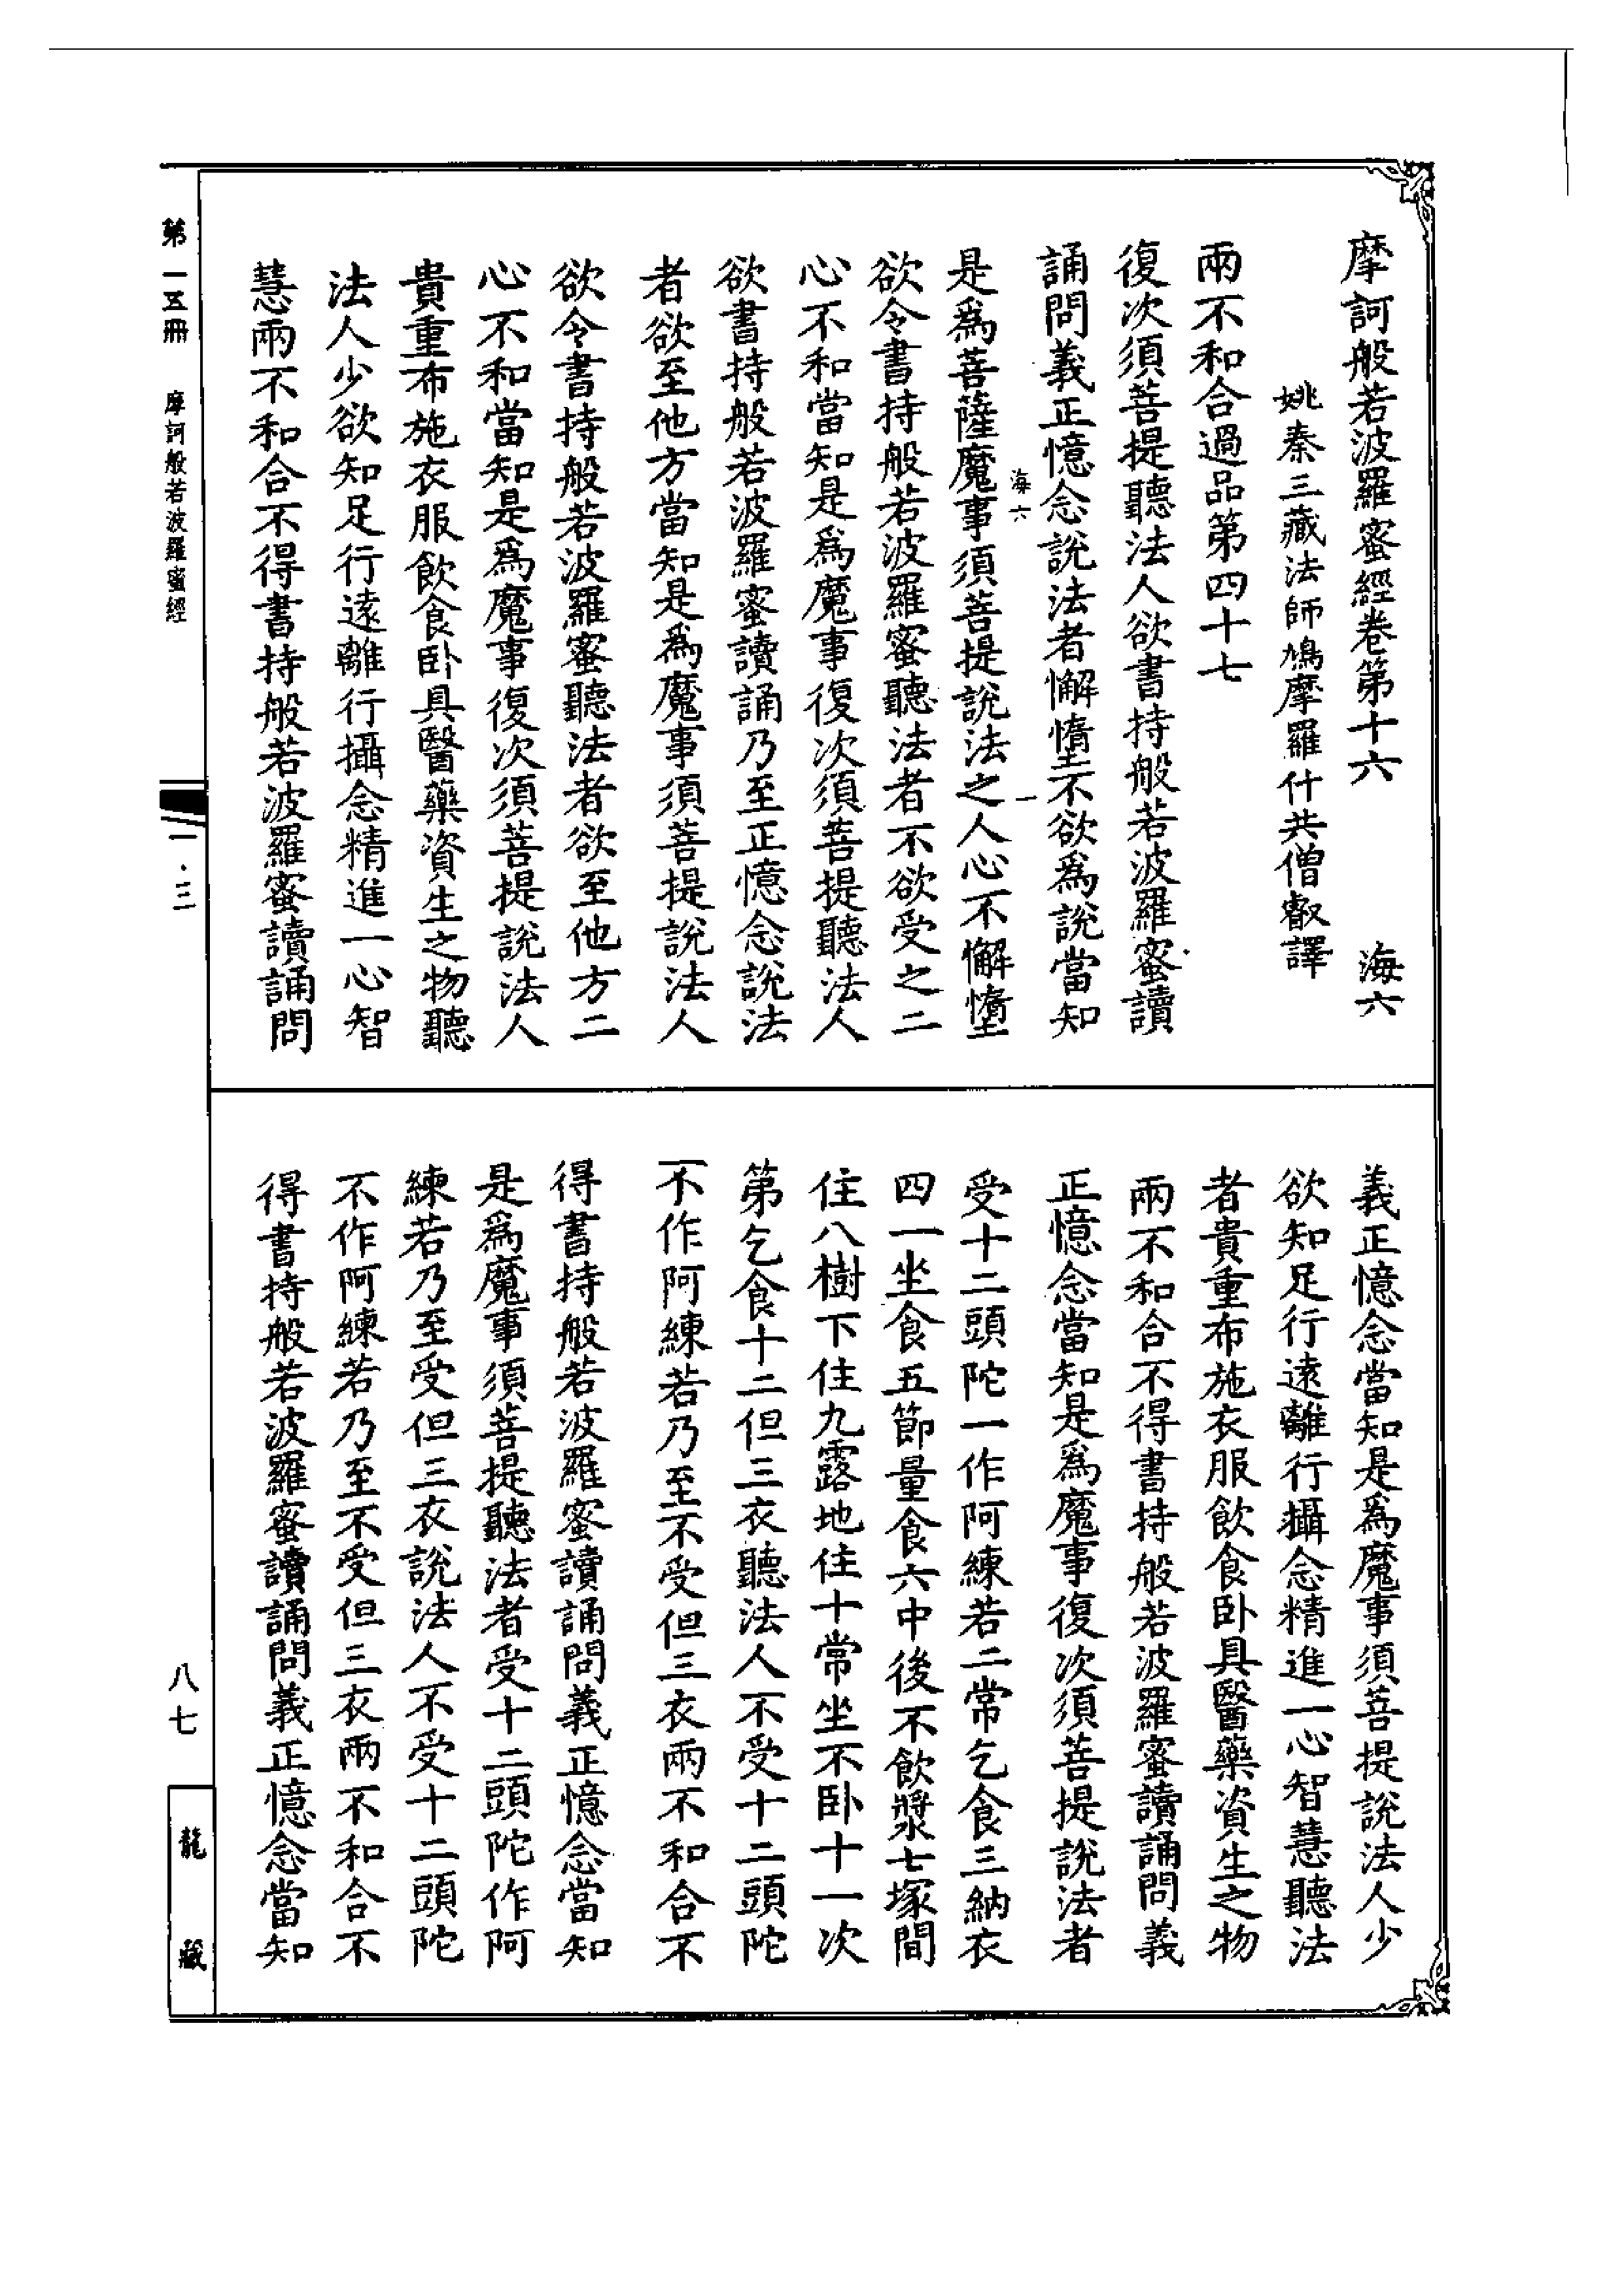 摩訶般若波羅蜜經卷第十六　海六
姚秦三藏法師鳩摩羅什共僧叡譯
兩不和合過品第四十七
復次須菩提聽法人欲書持般若波羅蜜讀
誦問義正憶念說法者懈墮不欲爲說當知
海六　一
是爲菩薩魔事須菩提說法之人心不懈墮
欲令書持般若波羅蜜聽法者不欲受之二
心不和當知是爲魔事復次須菩提聽法人
欲書持般若波羅蜜讀誦乃至正憶念說法
者欲至他方當知是爲魔事須菩提說法人
欲令書持般若波羅蜜聽法者欲至他方二
心不和當知是爲魔事復次須菩提說法人
貴重布施衣服飲食卧具醫藥資生之物聽
法人少欲知足行遠離行攝念精進一心智
慧兩不和合不得書持般若波羅蜜讀誦問
義正憶念當知是爲魔事須菩提說法人少
欲知足行遠離行攝念精進一心智慧聽法
者貴重布施衣服飲食卧具醫藥資生之物
兩不和合不得書持般若波羅蜜讀誦問義
正憶念當知是爲魔事復次須菩提說法者
受十二頭陀一作阿練若二常乞食三納衣
四一坐食五節量食六中後不飲漿七塚間
住八樹下住九露地住十常坐不卧十一次
第乞食十二但三衣聽法人不受十二頭陀
不作阿練若乃至不受但三衣兩不和合不
得書持般若波羅蜜讀誦問義正憶念當知
是爲魔事須菩提聽法者受十二頭陀作阿
練若乃至受但三衣說法人不受十二頭陀
不作阿練若乃至不受但三衣兩不和合不
得書持般若波羅蜜讀誦問義正憶念當知
第一五冊　摩訶般若波羅蜜經
一·三
八七
龍藏